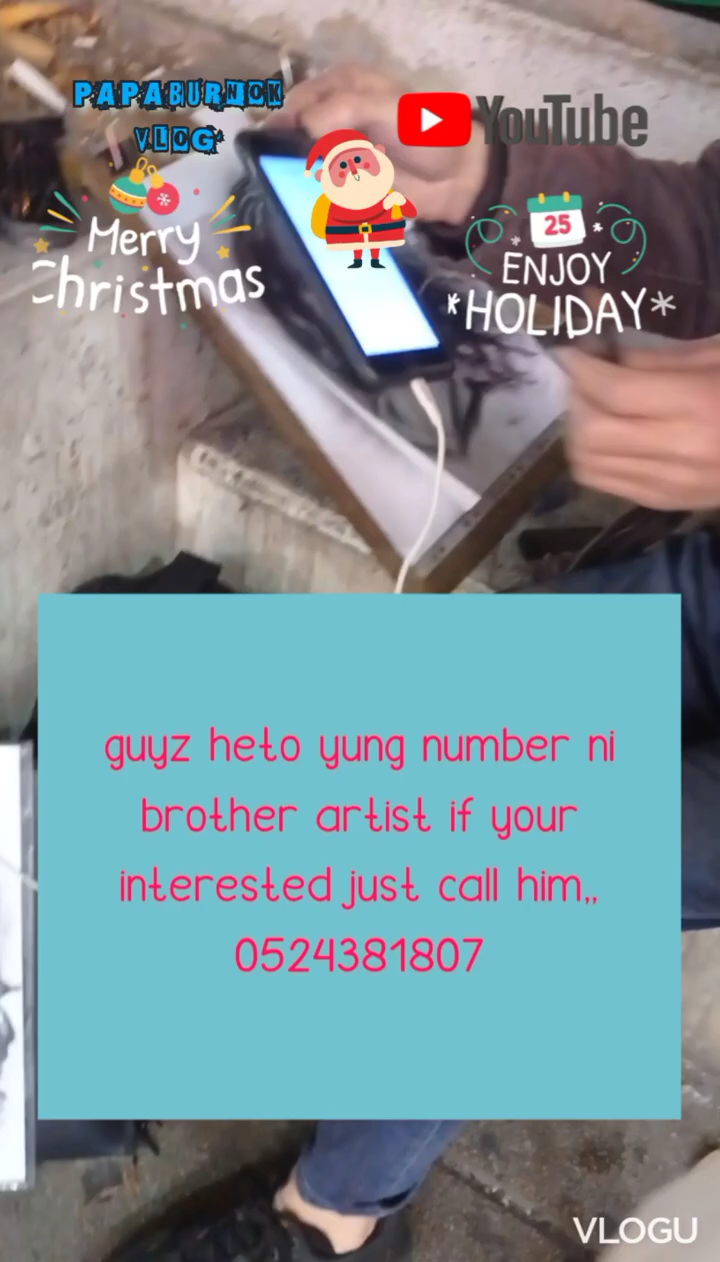 PAPABURNOK
VLOG
YouTube
Merry
Christmas
25
ENJOY
*HOLIDAY*
guyz heto yung number ni
brother artist if your
interested just call him,,
0524381807
VLOGU